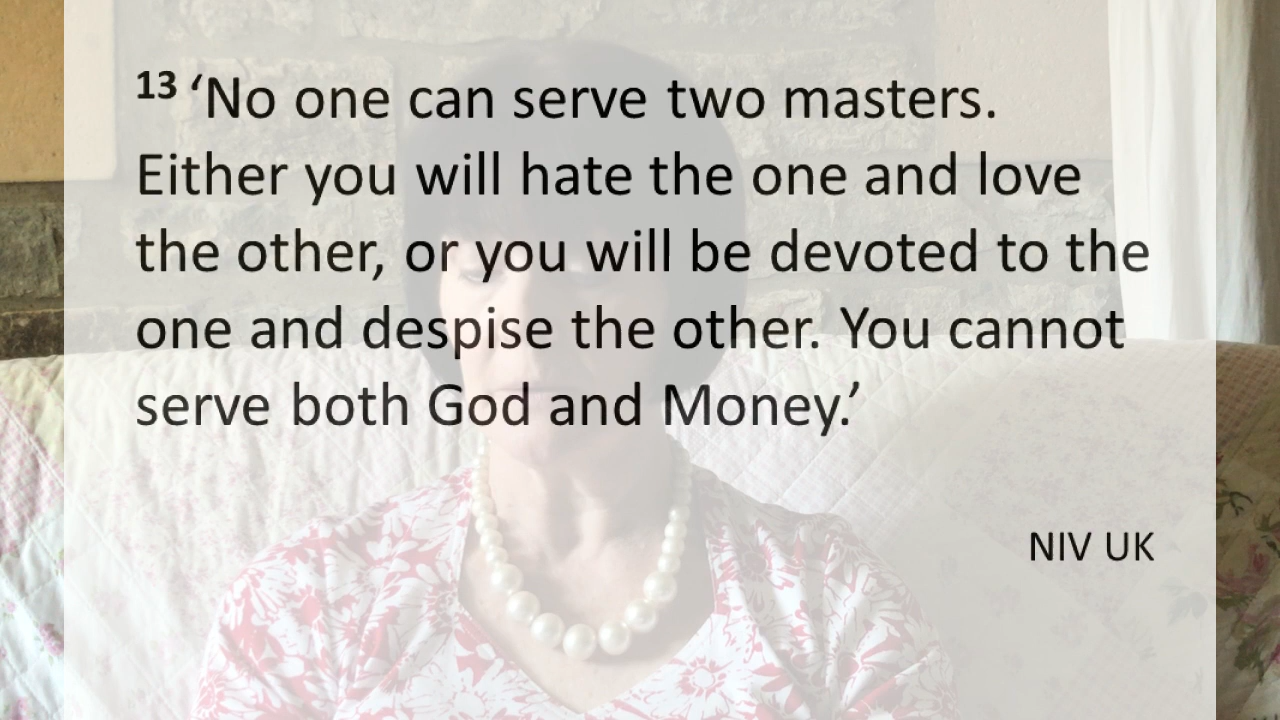 13 ‘No one can serve two masters.
Either you will hate the one and love
the other, or you will be devoted to the
one and despise the other. You cannot
serve both God and Money.’
NIV UK